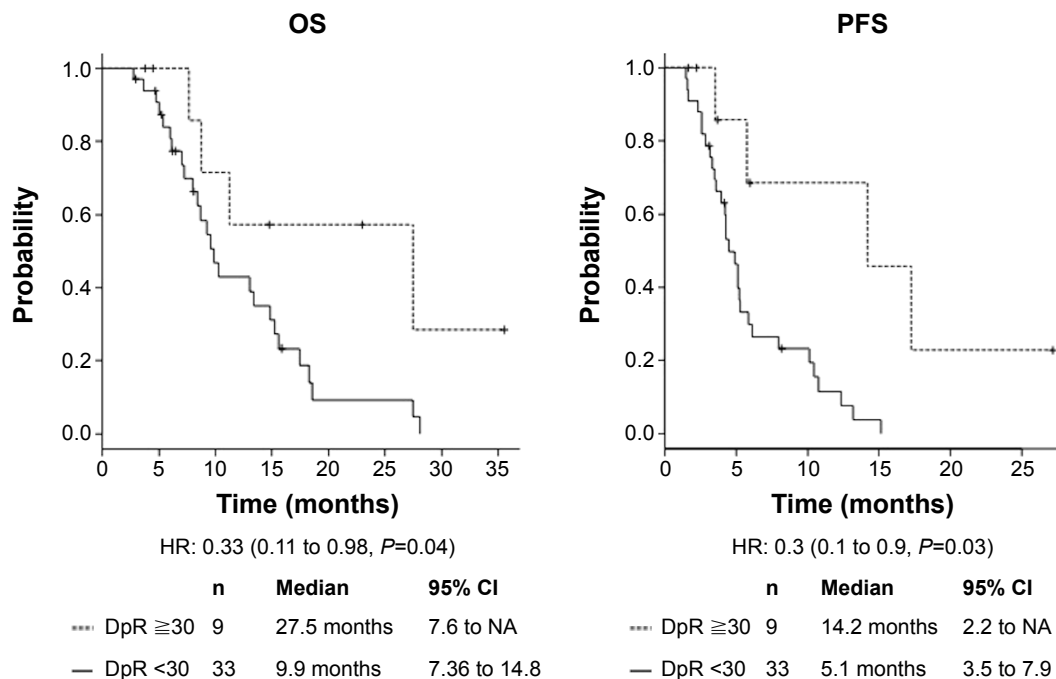 OS
1.0
0.8
0.6
0.4
0.2
0.0
Probability
0 5 10 15 20 25 30 35
Time (months)
HR: 0.33 (0.11 to 0.98, P=0.04)
n Median 95% CI
DpR ≧30 9 27.5 months 7.6 to NA
DpR <30 33 9.9 months 7.36 to 14.8
PFS
1.0
0.8
0.6
0.4
0.2
0.0
Probability
0 5 10 15 20 25
Time (months)
HR: 0.3 (0.1 to 0.9, P=0.03)
n Median 95% CI
DpR ≧30 9 14.2 months 2.2 to NA
DpR <30 33 5.1 months 3.5 to 7.9